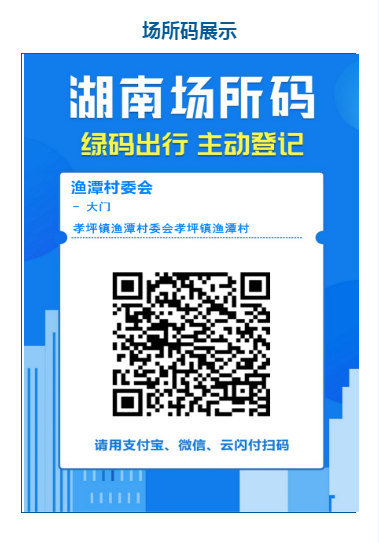 场所码展示
湖南场所码
绿码出行 主动登记
渔潭村委会
- 大门
孝坪镇渔潭村委会孝坪镇渔潭村
请用支付宝、微信、云闪付扫码